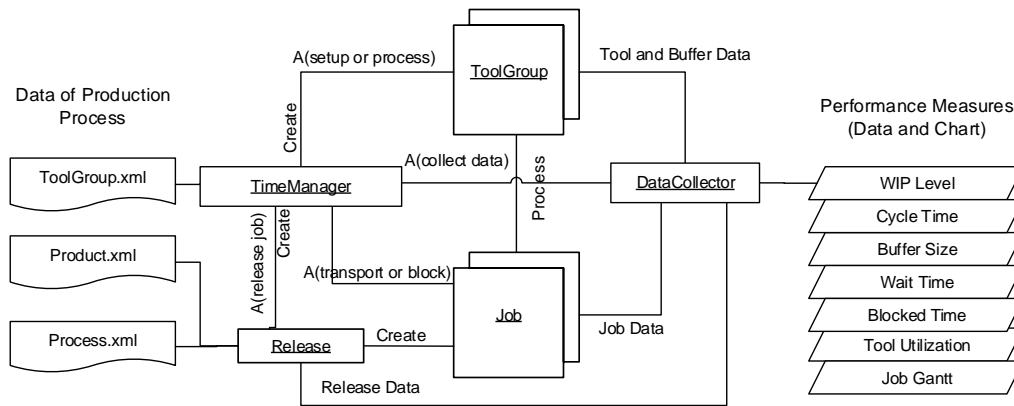 Data of Production
Process
ToolGroup.xml
Product.xml
Process.xml
A(setup or process)
Create
TimeManager
A(release job)
Create
A(collect data)
A(transport or block)
Release
Create
Release Data
ToolGroup
Process
Job
Tool and Buffer Data
DataCollector
Job Data
Performance Measures
(Data and Chart)
WIP Level
Cycle Time
Buffer Size
Wait Time
Blocked Time
Tool Utilization
Job Gantt